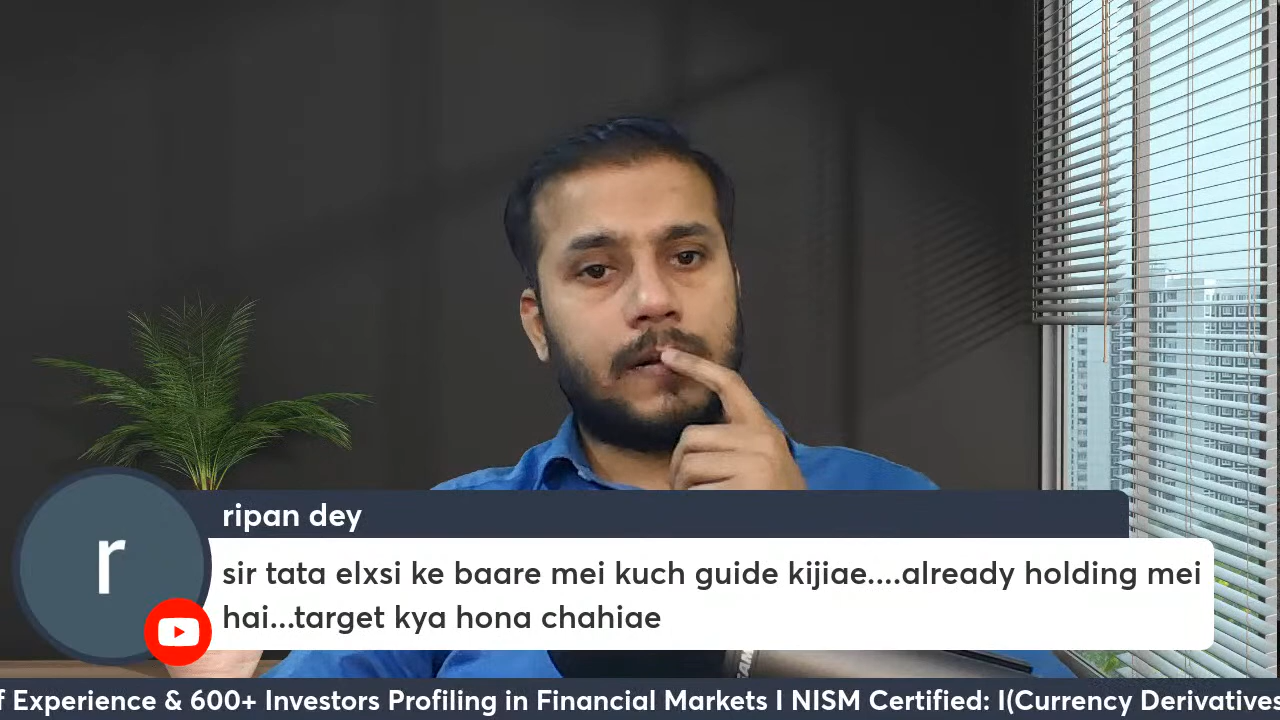 r
ripan dey
sir tata elxsi ke baare mei kuch guide kijiae....already holding mei
hai...target kya hona chahiae
f Experience & 600+ Investors Profiling in Financial Markets I NISM Certified: I(Currency Derivatives